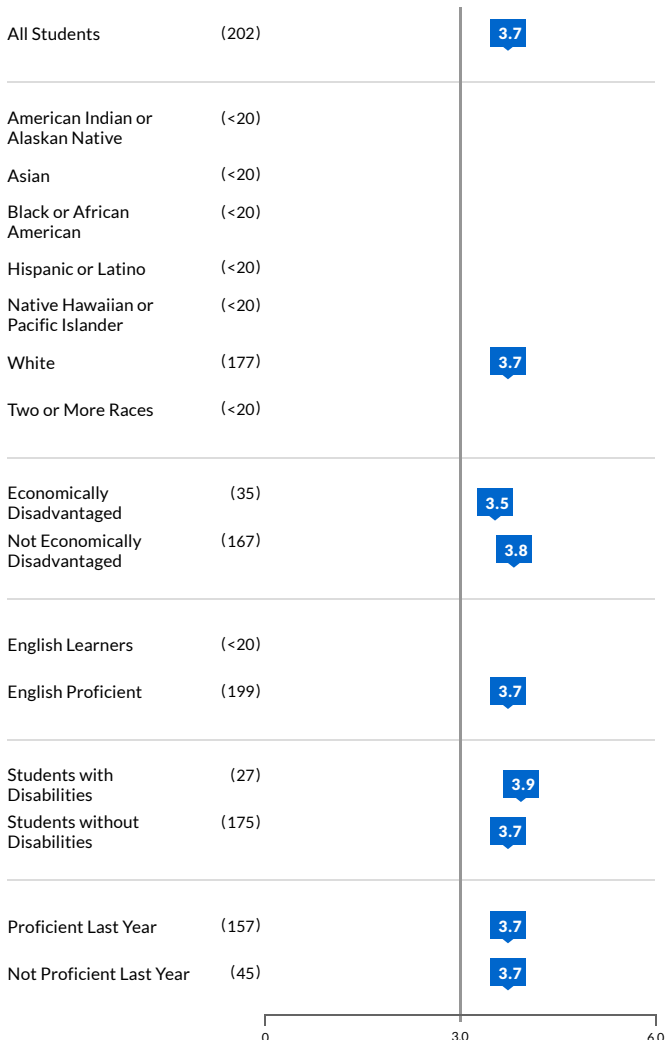 All Students (202) 3.7
American Indian or (<20)
Alaskan Native
Asian (<20)
Black or African (<20)
American
Hispanic or Latino (<20)
Native Hawaiian or (<20)
Pacific Islander
White (177) 3.7
Two or More Races (<20)
Economically (35) 3.5
Disadvantaged
Not Economically (167) 3.8
Disadvantaged
English Learners (<20)
English Proficient (199) 3.7
Students with (27) 3.9
Disabilities
Students without (175) 3.7
Disabilities
Proficient Last Year (157) 3.7
Not Proficient Last Year (45) 3.7
0 3.0 6.0